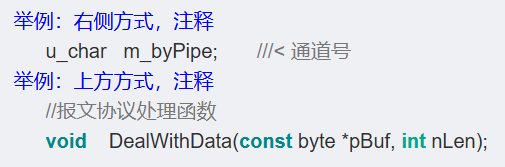 举例：右侧方式，注释
u_char m_byPipe; ///< 通道号
举例：上方方式，注释
//报文协议处理函数
void DealWithData(const byte *pBuf, int nLen);